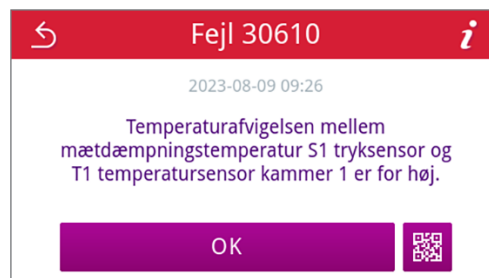 Fejl 30610
2023-08-09 09:26
Temperaturafvigelsen mellem
mætdæmpningstemperatur S1 tryksensor og
T1 temperatursensor kammer 1 er for høj.
OK